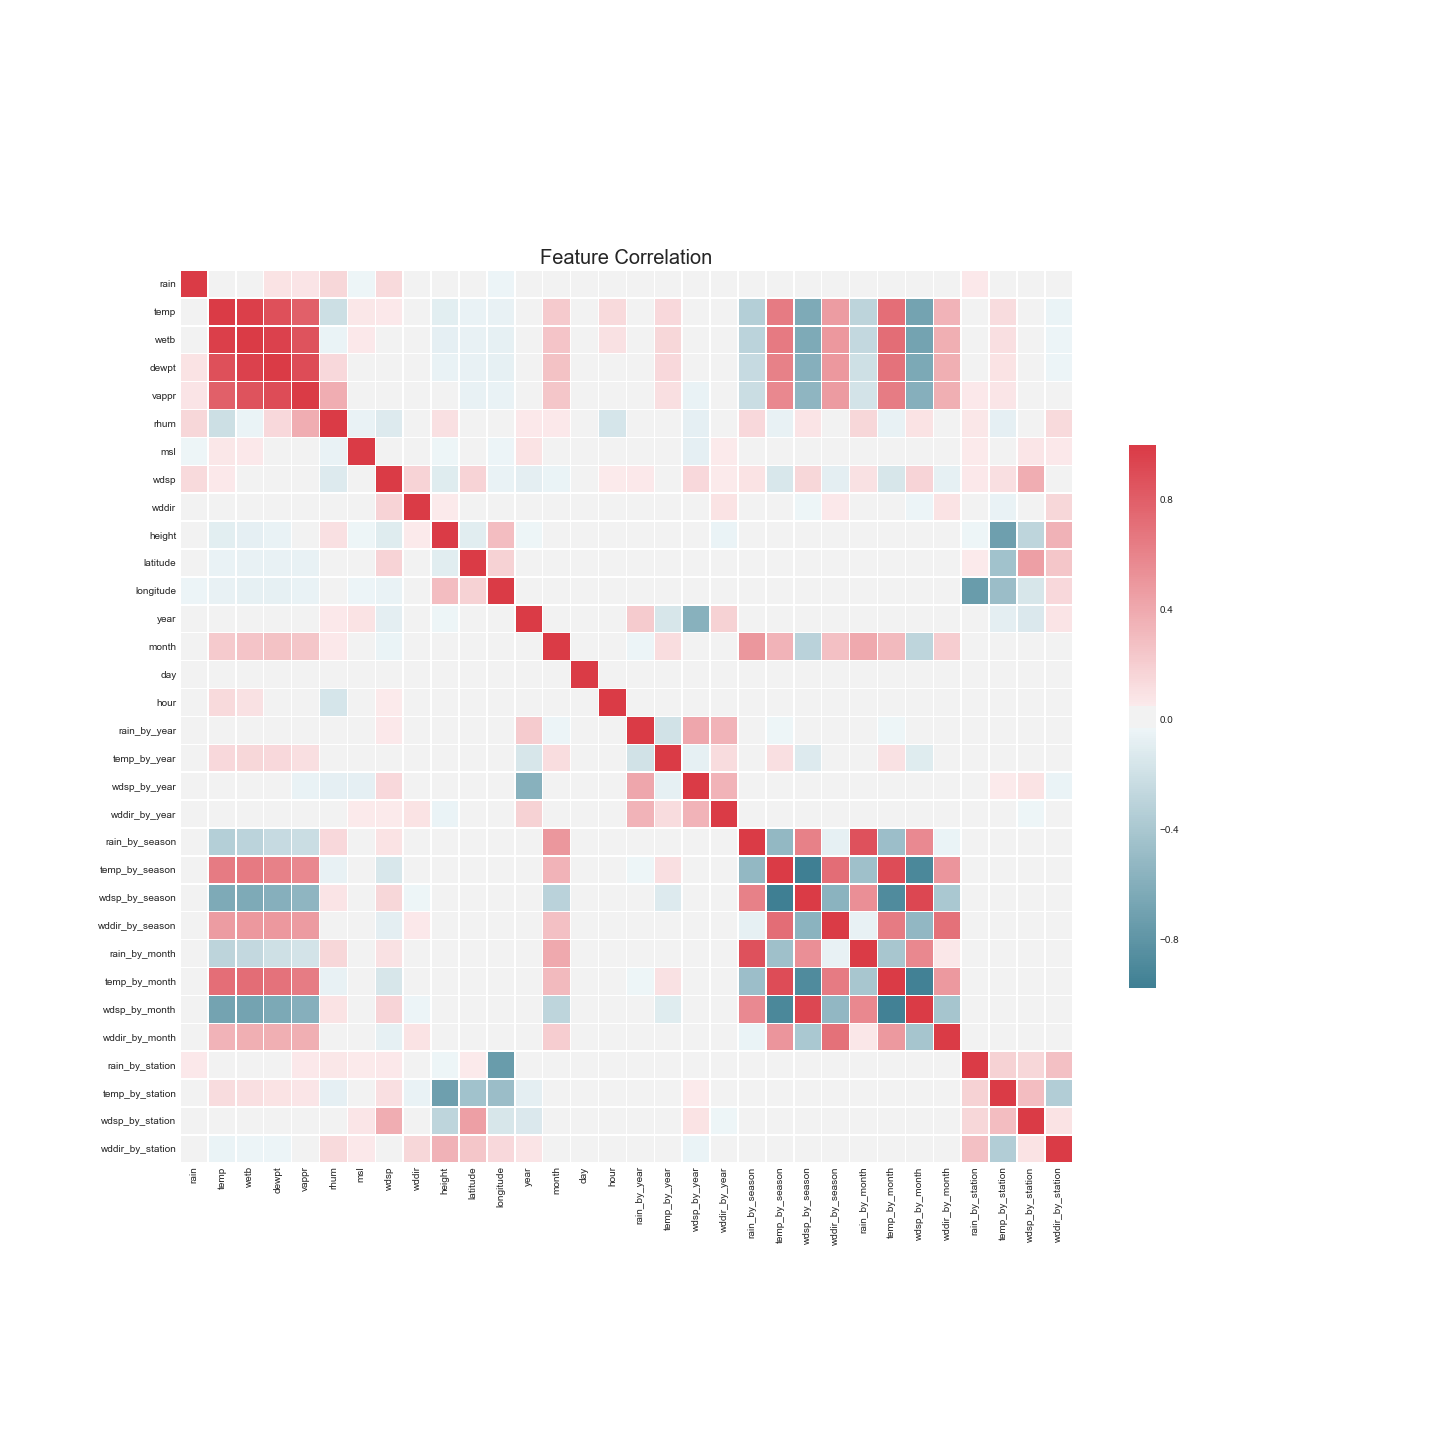 Feature Correlation
rain
temp
wetb
dewpt
vappr
rhum
msl
wdsp
wddir
height
latitude
longitude
year
month
day
hour
rain_by_year
temp_by_year
wdsp_by_year
wddir_by_year
rain_by_season
temp_by_season
wdsp_by_season
wddir_by_season
rain_by_month
temp_by_month
wdsp_by_month
wddir_by_month
rain_by_station
temp_by_station
wdsp_by_station
wddir_by_station
rain
temp
wetb
dewpt
vappr
rhum
msl
wdsp
wddir
height
latitude
longitude
year
month
day
hour
rain_by_year
temp_by_year
wdsp_by_year
wddir_by_year
rain_by_season
temp_by_season
wdsp_by_season
wddir_by_season
rain_by_month
temp_by_month
wdsp_by_month
wddir_by_month
rain_by_station
temp_by_station
wdsp_by_station
wddir_by_station
0.8
0.4
0.0
−0.4
−0.8